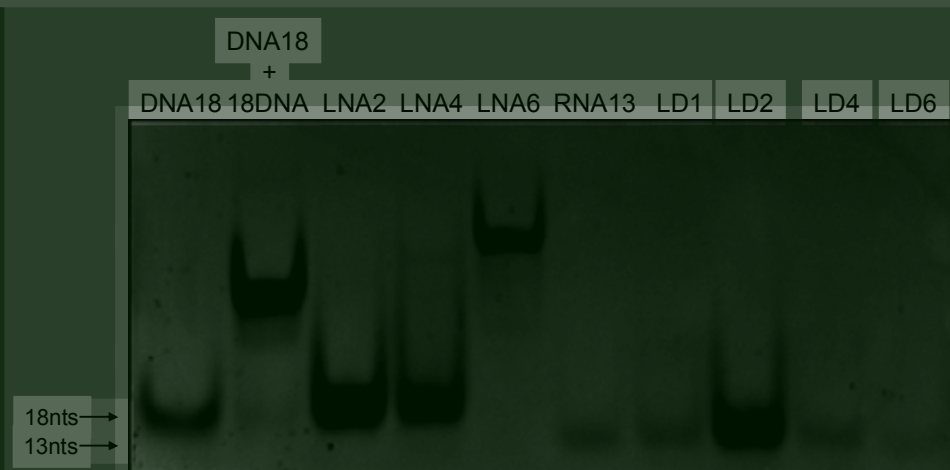 DNA18
+
DNA18 18DNA LNA2 LNA4 LNA6 RNA13 LD1 LD2 LD4 LD6
18nts
13nts